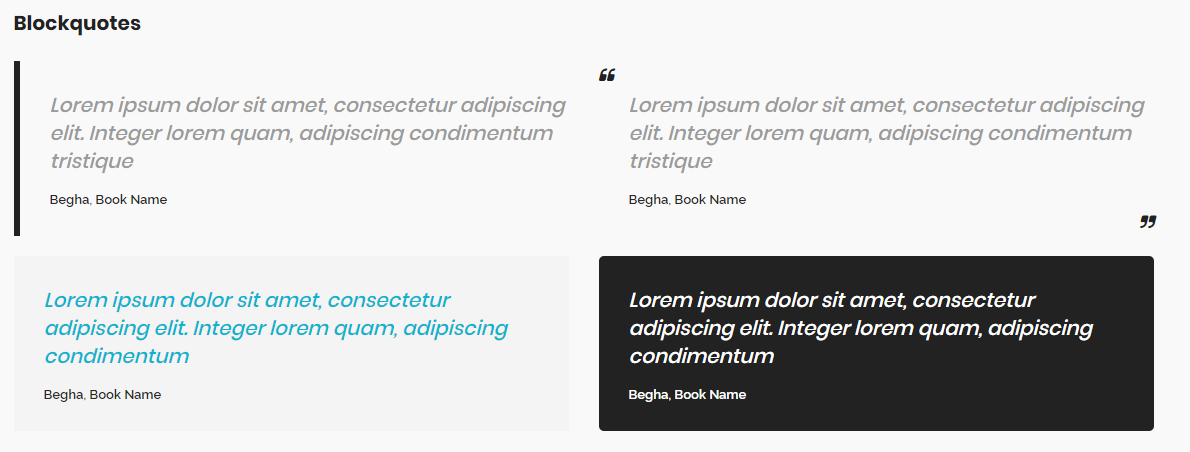 Blockquotes
Lorem ipsum dolor sit amet, consectetur adipiscing
elit. Integer lorem quam, adipiscing condimentum
tristique
Begha, Book Name
“
Lorem ipsum dolor sit amet, consectetur adipiscing
elit. Integer lorem quam, adipiscing condimentum
tristique
Begha, Book Name
”
Lorem ipsum dolor sit amet, consectetur
adipiscing elit. Integer lorem quam, adipiscing
condimentum
Begha, Book Name
Lorem ipsum dolor sit amet, consectetur
adipiscing elit. Integer lorem quam, adipiscing
condimentum
Begha, Book Name